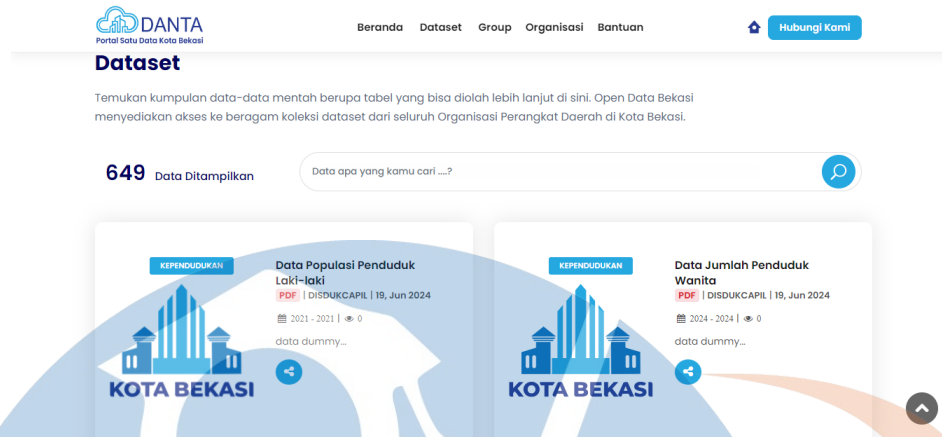 DANTA
Portal Satu Data Kota Bekasi
Beranda Dataset Group Organisasi Bantuan
Hubungi Kami
Dataset
Temukan kumpulan data-data mentah berupa tabel yang bisa diolah lebih lanjut di sini. Open Data Bekasi
menyediakan akses ke beragam koleksi dataset dari seluruh Organisasi Perangkat Daerah di Kota Bekasi.
649 Data Ditampilkan
Data apa yang kamu cari ....?
KEPENDUDUKAN
KOTA BEKASI
Data Populasi Penduduk
Laki-laki
PDF | DISDUKCAPIL | 19, Jun 2024
2021 - 2021 | 0
data dummy...
KEPENDUDUKAN
KOTA BEKASI
Data Jumlah Penduduk
Wanita
PDF | DISDUKCAPIL | 19, Jun 2024
2024 - 2024 | 0
data dummy...